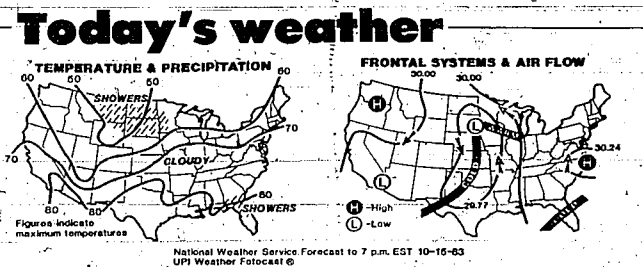 Today's weather
TEMPERATURE & PRECIPITATION
60
50
50
60
SHOWERS
70
70
CLOUDY
80
80
80
SHOWERS
Figures indicate
maximum temperatures
FRONTAL SYSTEMS & AIR FLOW
30.00
30.00
H
L
30.24
H
L
29.77
H -High
L -Low
National Weather Service Forecast to 7 p.m. EST 10-15-83
UPI Weather Fotocast ®